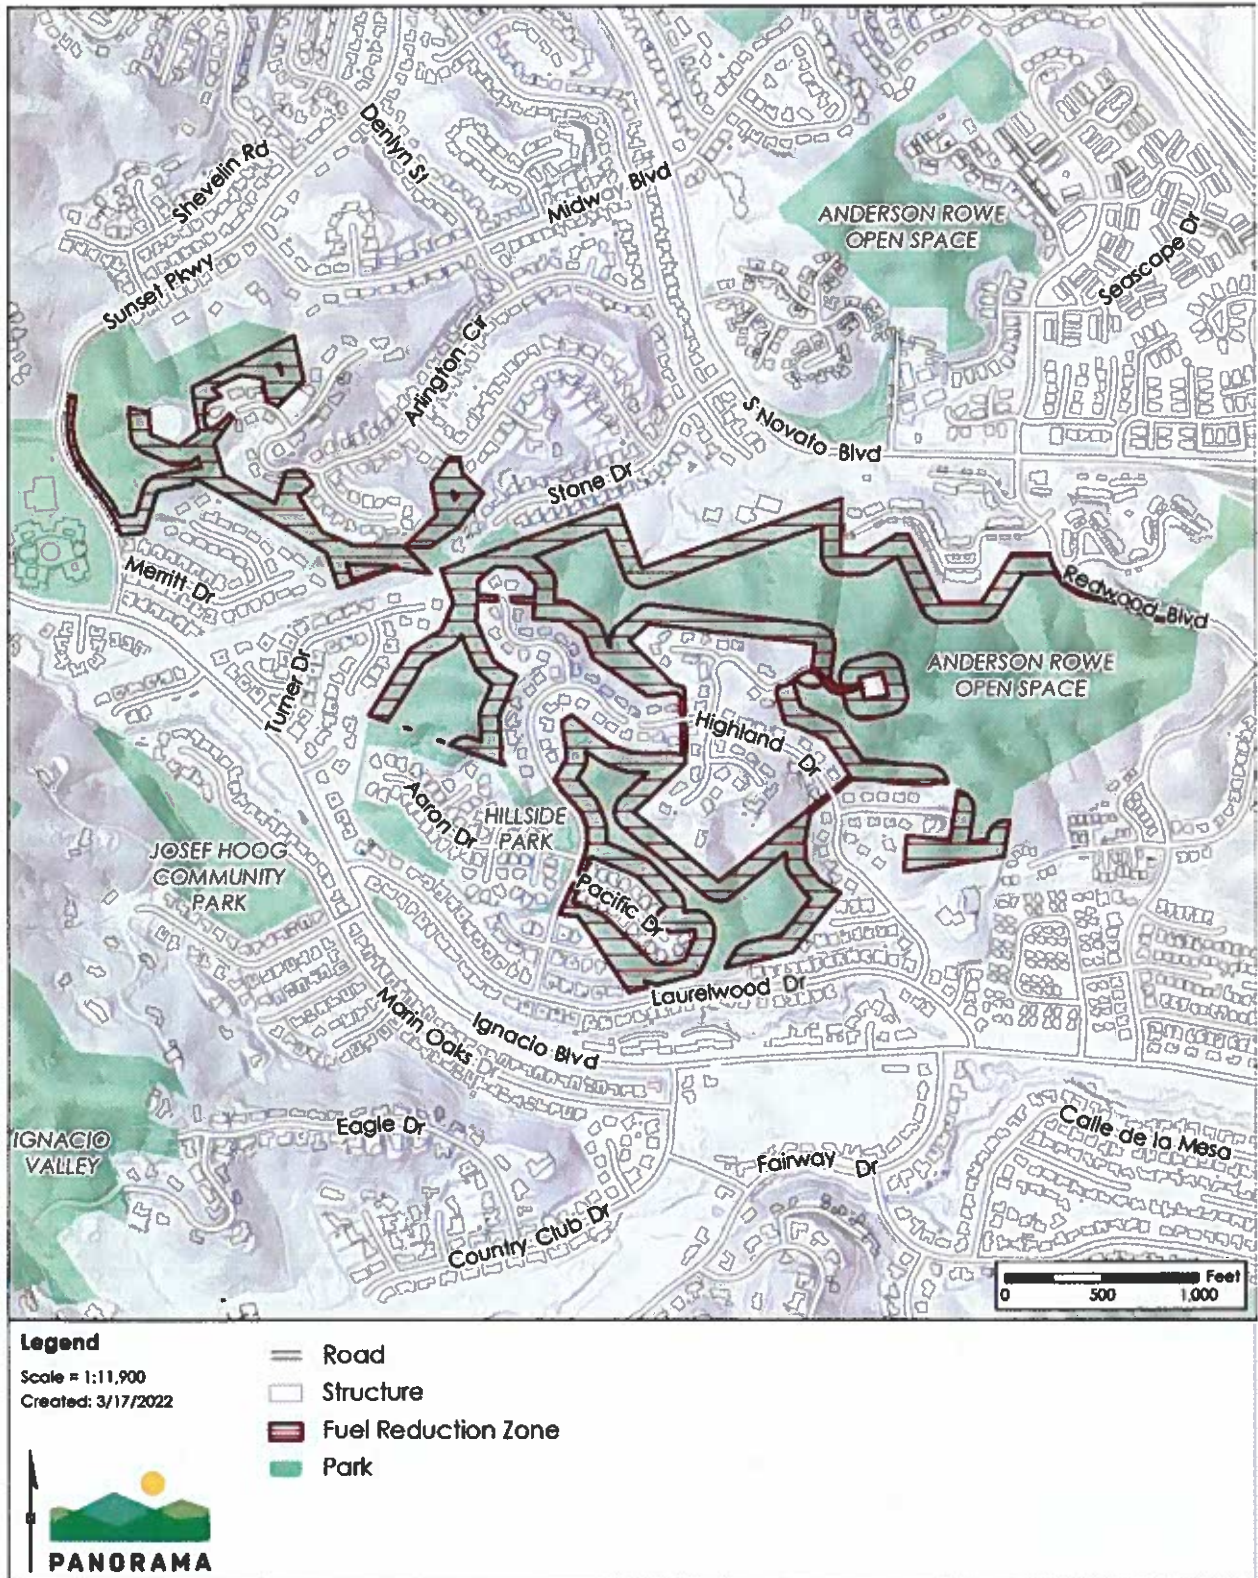 Denlyn St
Shevelin Rd
Midway Blvd
ANDERSON ROWE
OPEN SPACE
Seascape Dr
Sunset Pkwy
Arlington Cir
S Novato Blvd
Stone Dr
Merritt Dr
Redwood Blvd
ANDERSON ROWE
OPEN SPACE
Turner Dr
Highland Dr
Aaron Dr
HILLSIDE
PARK
JOSEF HOOG
COMMUNITY
PARK
Pacific Dr
Laurelwood Dr
Marin Oaks Dr
Ignacio Blvd
Eagle Dr
IGNACIO
VALLEY
Calle de la Mesa
Fairway Dr
Country Club Dr
Feet
0 500 1,000
Legend
Scale = 1:11,900
Created: 3/17/2022
Road
Structure
Fuel Reduction Zone
Park
PANORAMA